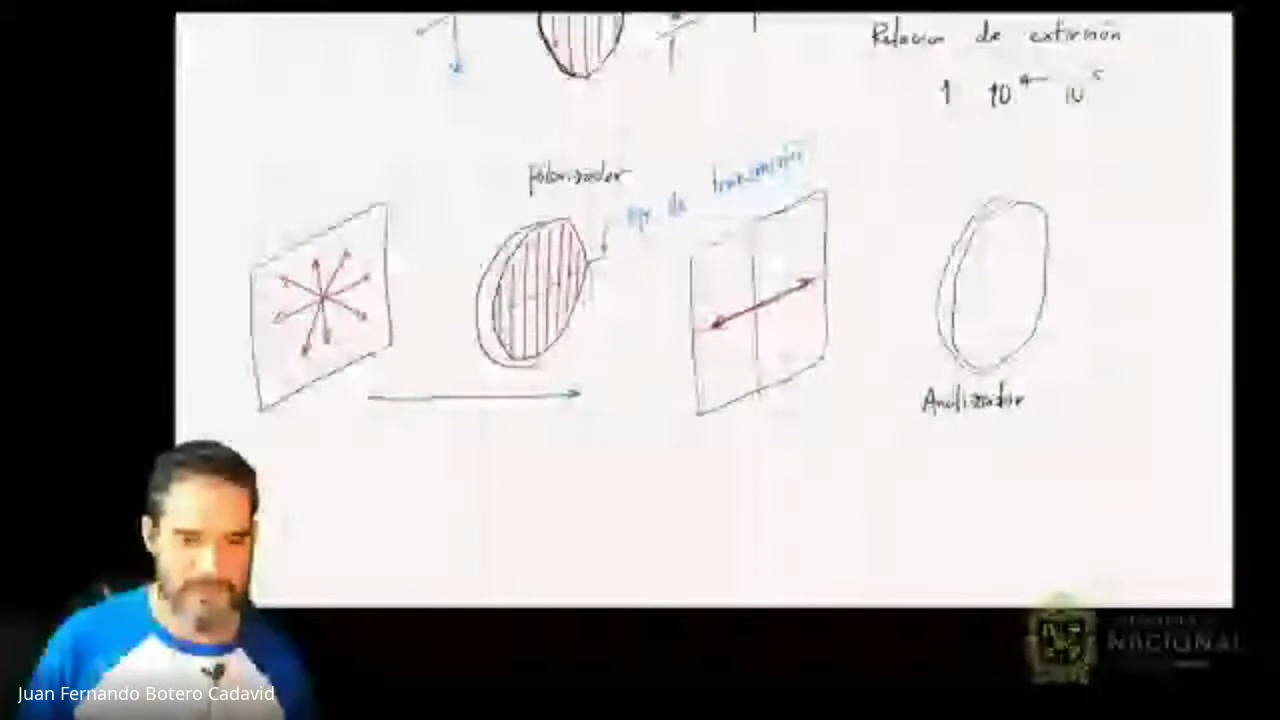 Relacion de extinción
1 10⁴ 10⁵
Polarizador
eje de transmisión
Analizador
NACIONAL
Juan Fernando Botero Cadavid